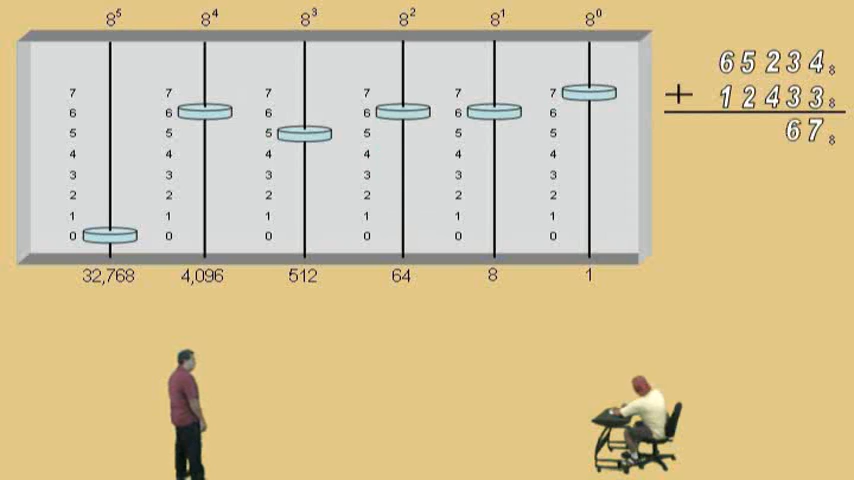 8⁵ 8⁴ 8³ 8² 8¹ 8⁰
7 7 7 7 7 7
6 6 6 6 6 6
5 5 5 5 5 5
4 4 4 4 4 4
3 3 3 3 3 3
2 2 2 2 2 2
1 1 1 1 1 1
0 0 0 0 0 0
32,768 4,096 512 64 8 1
65234₈
+ 12433₈
67₈